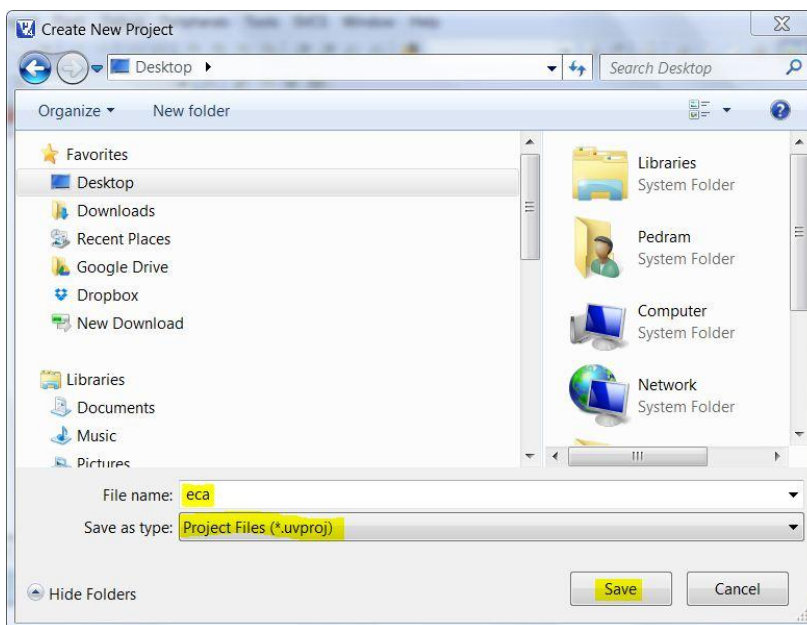 Create New Project
Desktop
Search Desktop
Organize
New folder
Favorites
Desktop
Downloads
Recent Places
Google Drive
Dropbox
New Download
Libraries
Documents
Music
Pictures
Libraries
System Folder
Pedram
System Folder
Computer
System Folder
Network
System Folder
File name: eca
Save as type: Project Files (*.uvproj)
Hide Folders
Save
Cancel